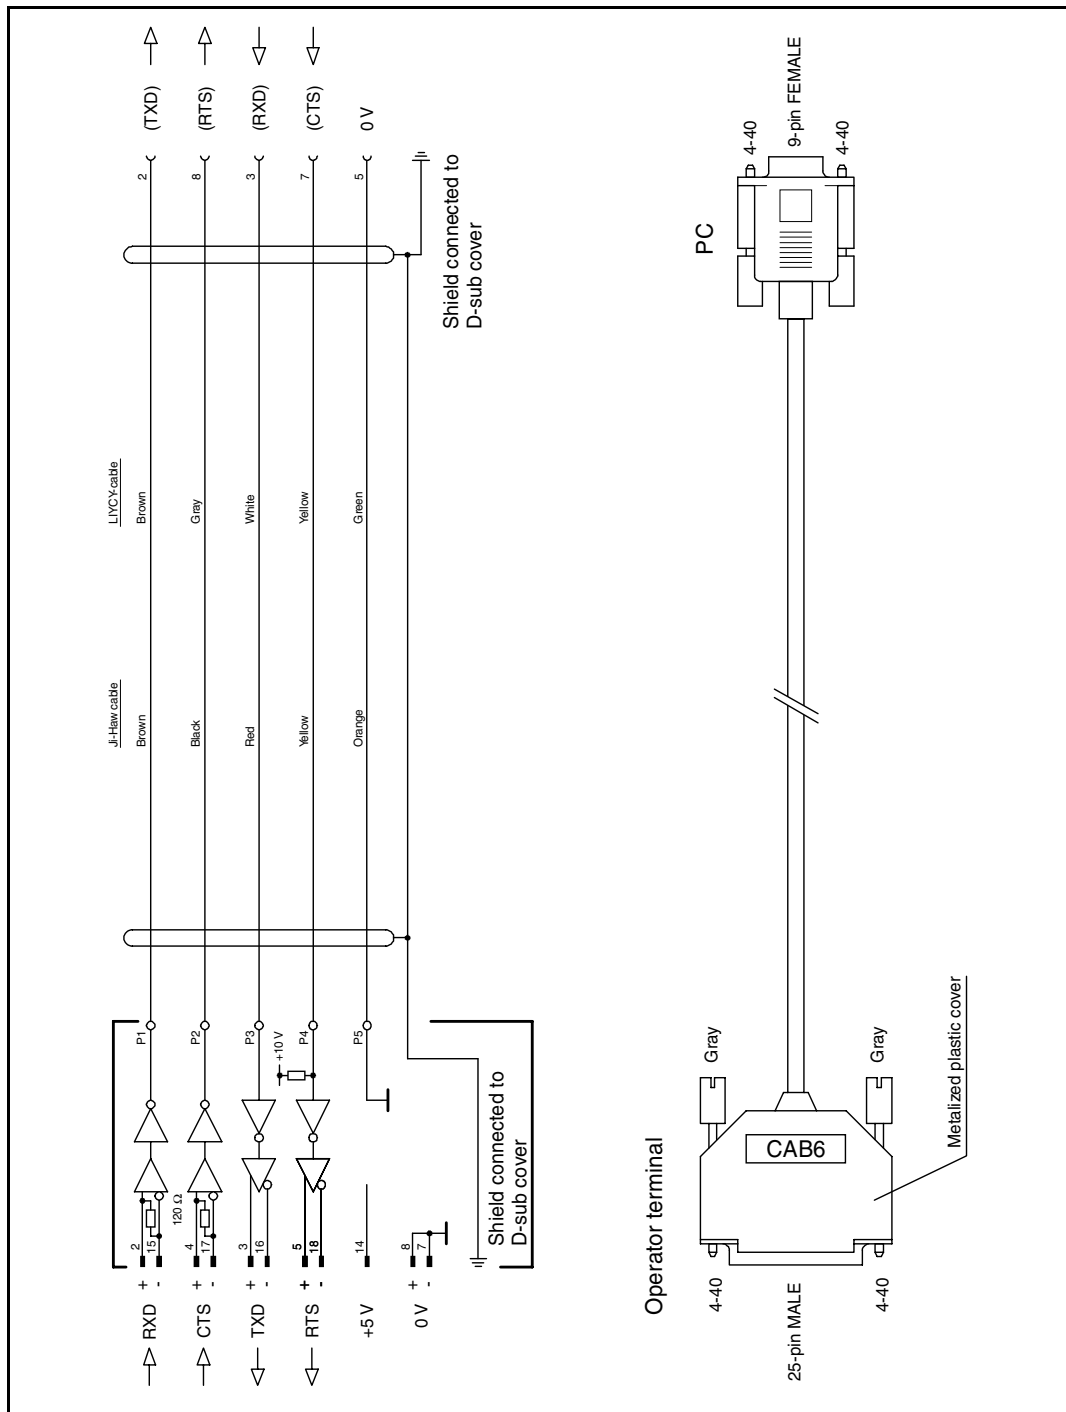 RXD
+
-
2
15
120 Ω
P1
Brown
Brown
2
(TXD)
CTS
+
-
4
17
P2
Black
Gray
8
(RTS)
TXD
+
-
3
16
P3
Red
White
3
(RXD)
RTS
+
-
5
18
+10 V
P4
Yellow
Yellow
7
(CTS)
+5 V
14
P5
Orange
Green
5
0 V
0 V
+
-
8
7
Ji-Haw cable
LIYCY-cable
Shield connected to
D-sub cover
Shield connected to
D-sub cover
Operator terminal
PC
4-40
Gray
4-40
25-pin MALE
CAB6
9-pin FEMALE
4-40
Gray
4-40
Metalized plastic cover